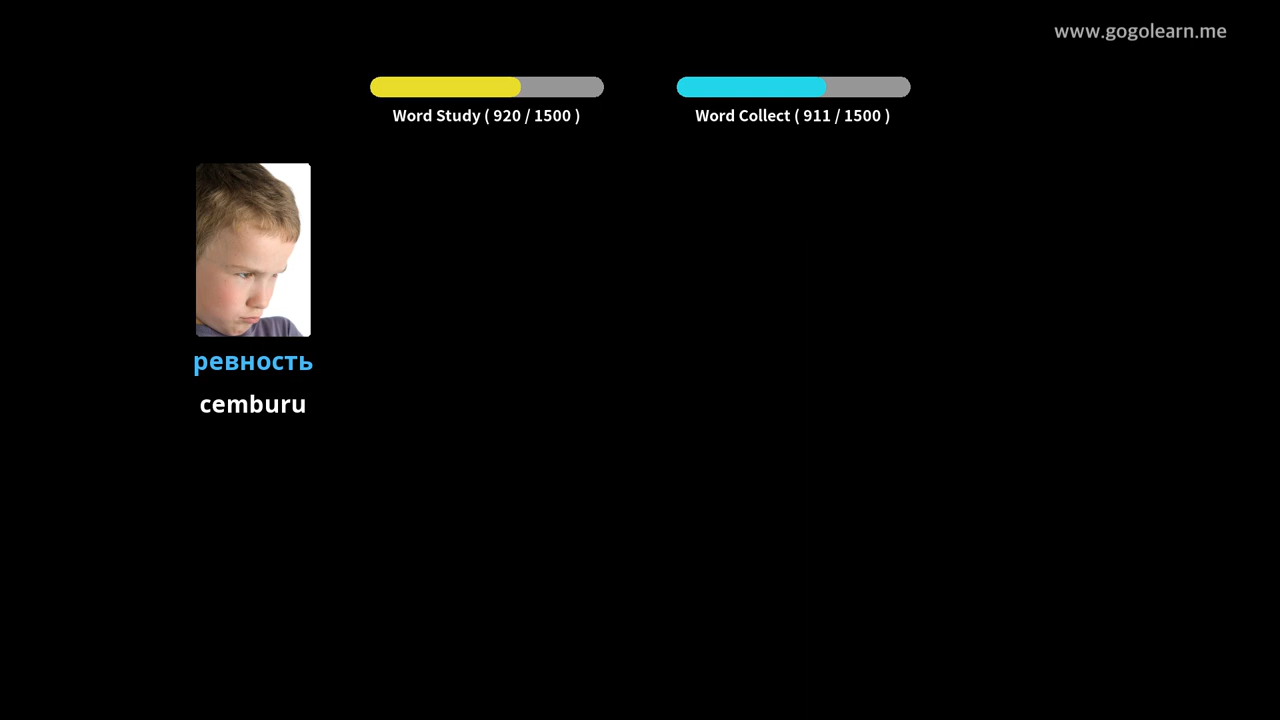 www.gogolearn.me
Word Study ( 920 / 1500 )
Word Collect ( 911 / 1500 )
ревность
cemburu